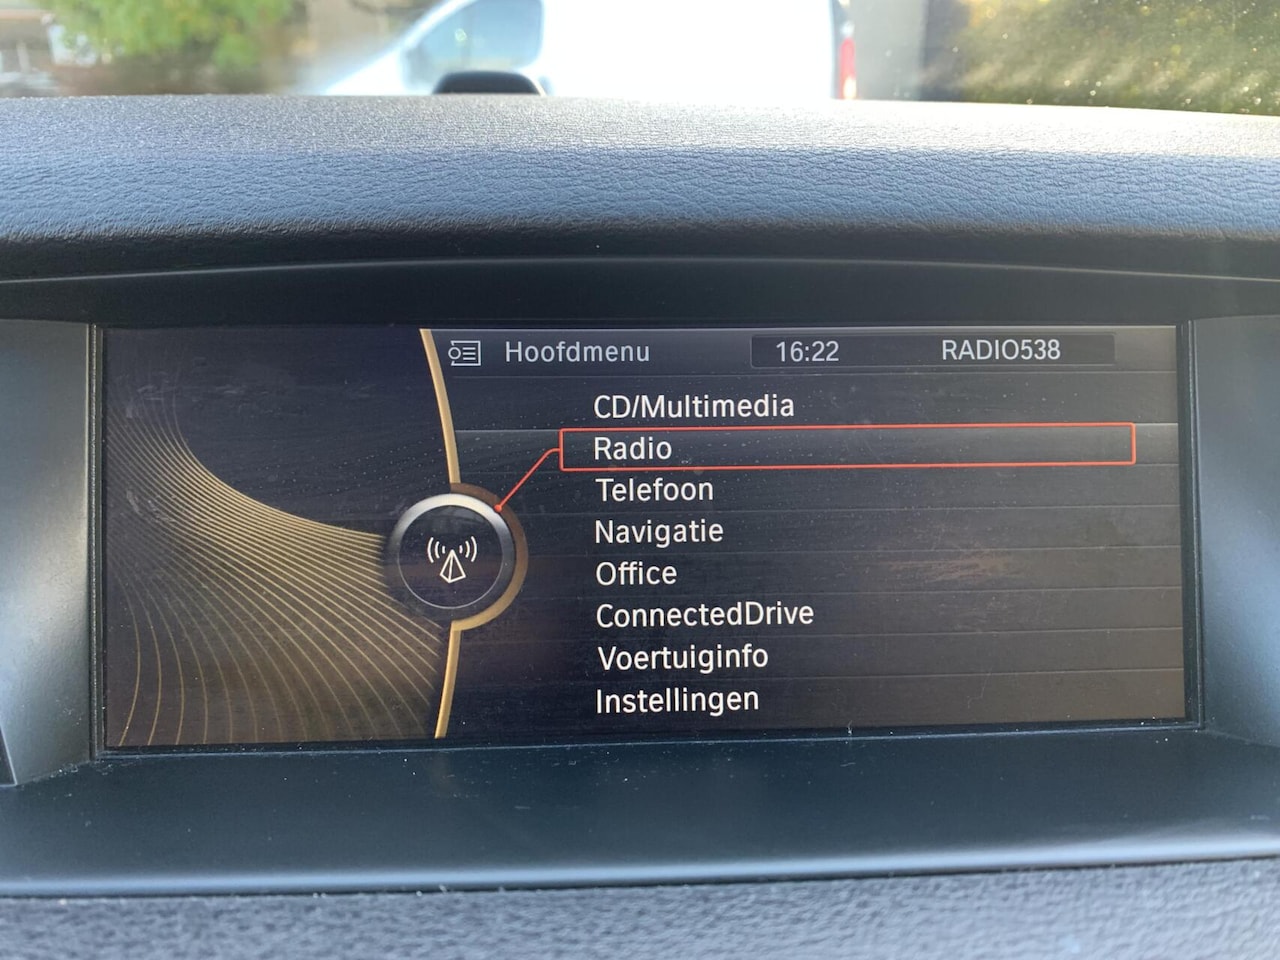 Hoofdmenu 16:22 RADIO538
CD/Multimedia
Radio
Telefoon
Navigatie
Office
ConnectedDrive
Voertuiginfo
Instellingen